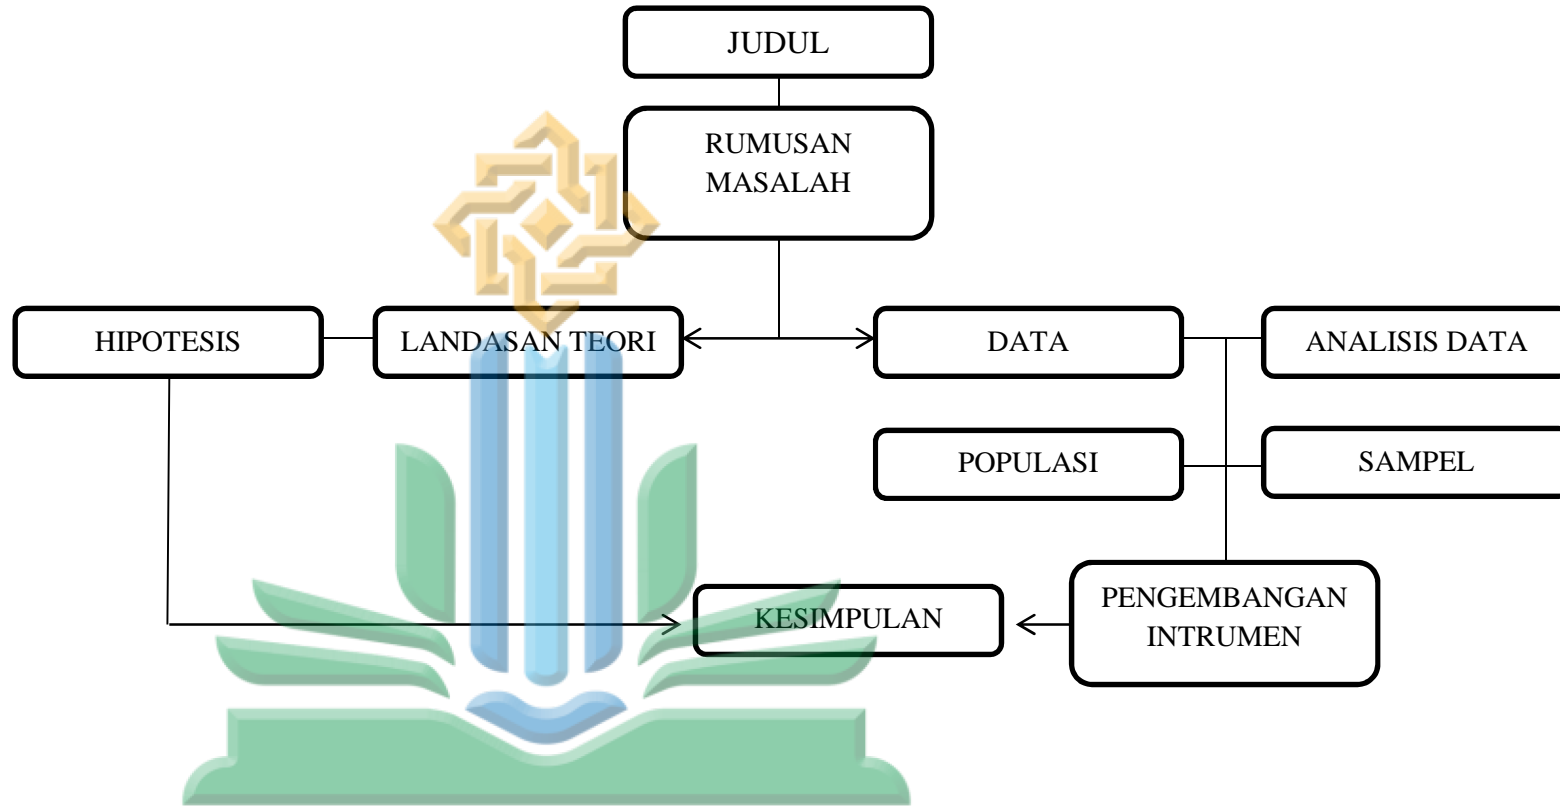 JUDUL
RUMUSAN
MASALAH
HIPOTESIS
LANDASAN TEORI
DATA
ANALISIS DATA
POPULASI
SAMPEL
KESIMPULAN
PENGEMBANGAN
INTRUMEN